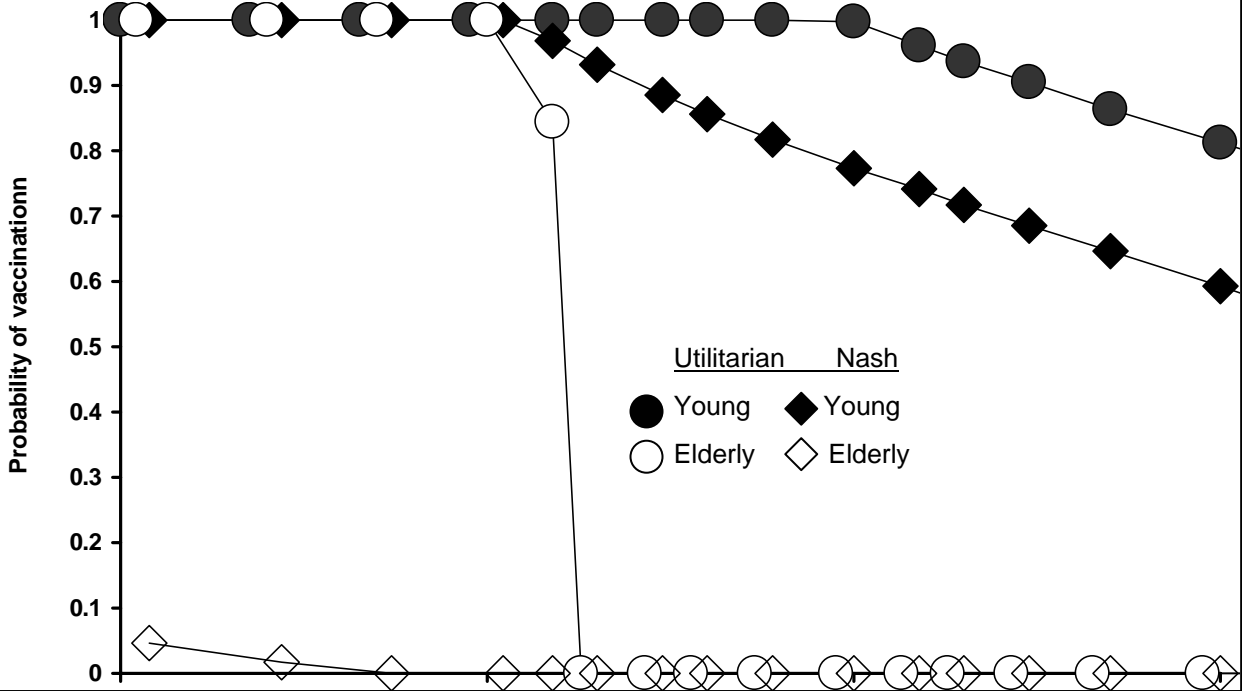 Probability of vaccinationn
1
0.9
0.8
0.7
0.6
0.5
0.4
0.3
0.2
0.1
0
Utilitarian Nash
Young Young
Elderly Elderly